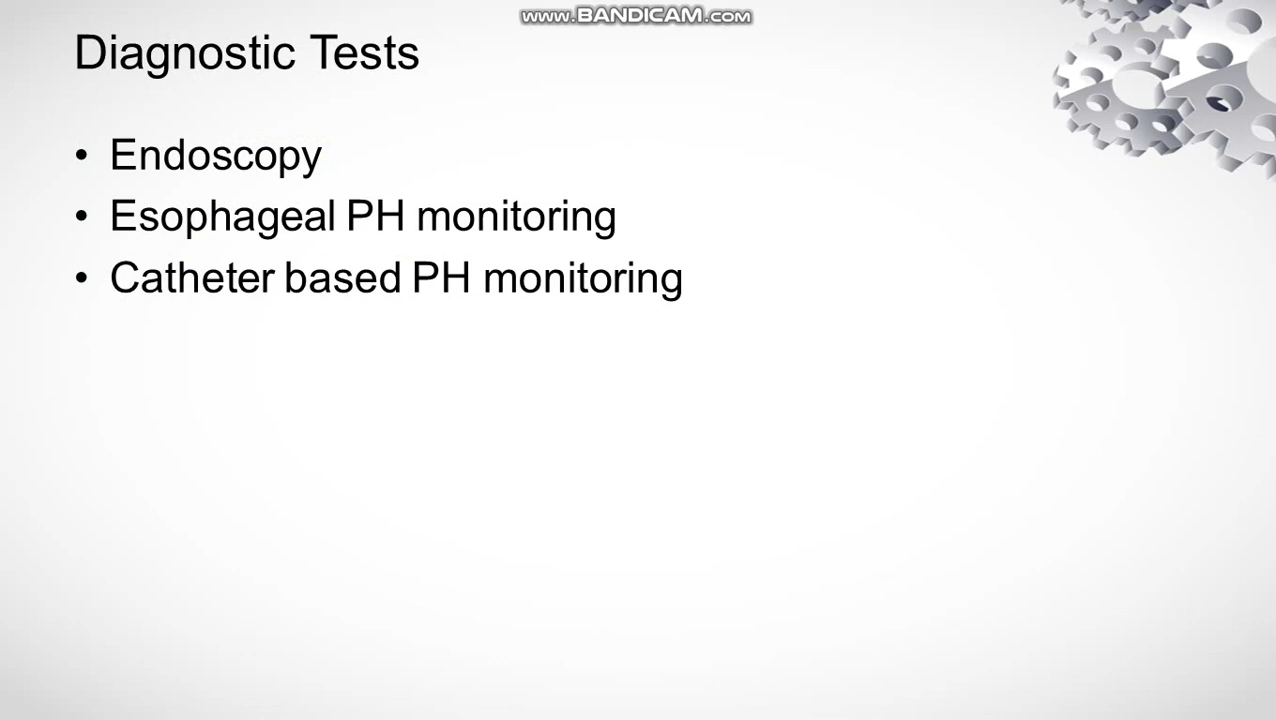 www.BANDICAM.com
Diagnostic Tests
• Endoscopy
• Esophageal PH monitoring
• Catheter based PH monitoring